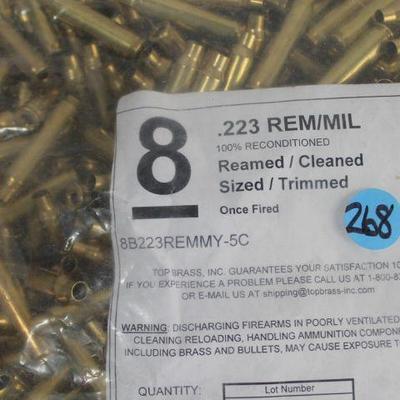 8
.223 REM/MIL
100% RECONDITIONED
Reamed / Cleaned
Sized / Trimmed
Once Fired
268
8B223REMMY-5C
TOP BRASS, INC. GUARANTEES YOUR SATISFACTION 10
IF YOU EXPERIENCE A PROBLEM PLEASE CALL US AT 1-800-8
OR E-MAIL US AT shipping@topbrass-inc.com
WARNING: DISCHARGING FIREARMS IN POORLY VENTILATED
CLEANING RELOADING, HANDLING AMMUNITION COMPONE
INCLUDING BRASS AND BULLETS, MAY CAUSE EXPOSURE TO
QUANTITY:
Lot Number